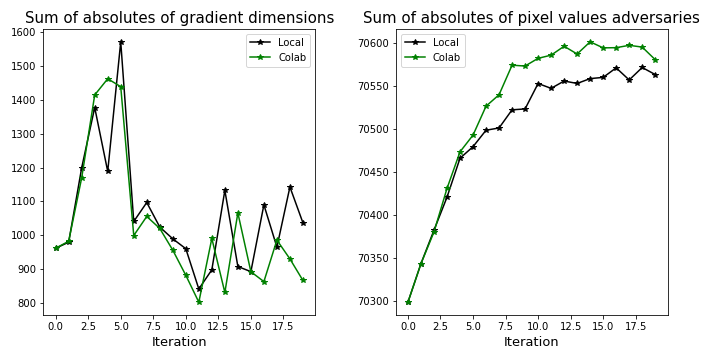 Sum of absolutes of gradient dimensions
1600
1500
1400
1300
1200
1100
1000
900
800
0.0 2.5 5.0 7.5 10.0 12.5 15.0 17.5
Iteration
Local
Colab
Sum of absolutes of pixel values adversaries
70600
70500
70400
70300
0.0 2.5 5.0 7.5 10.0 12.5 15.0 17.5
Iteration
Local
Colab